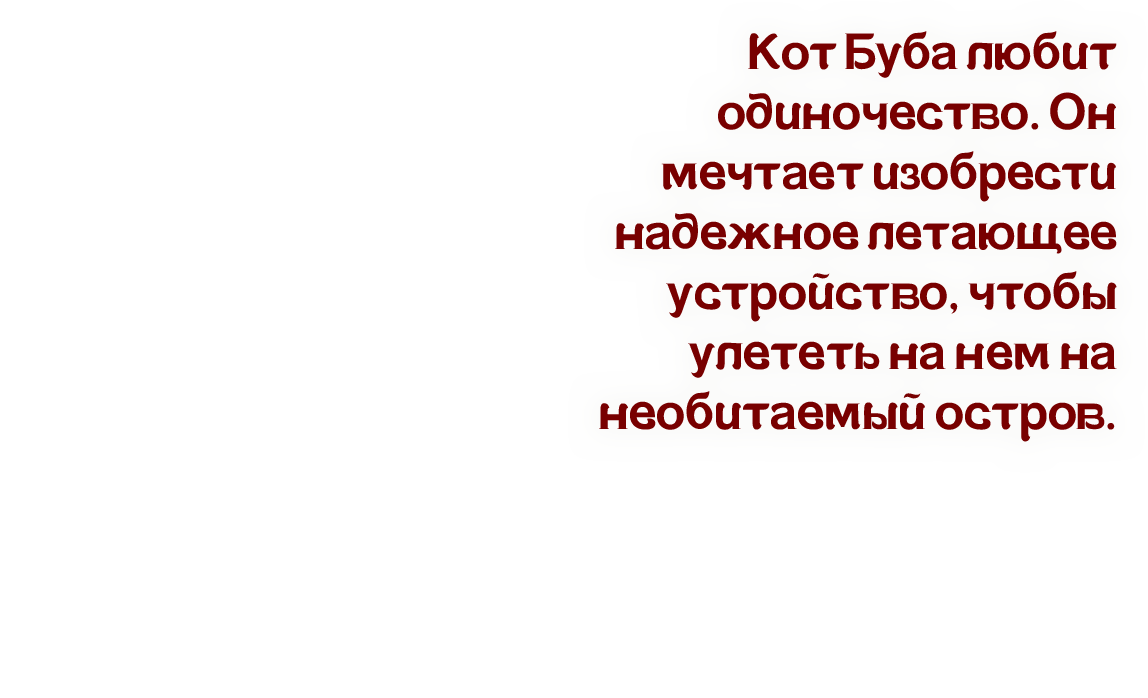 Кот Буба любит
одиночество. Он
мечтает изобрести
надежное летающее
устройство, чтобы
улететь на нем на
необитаемый остров.